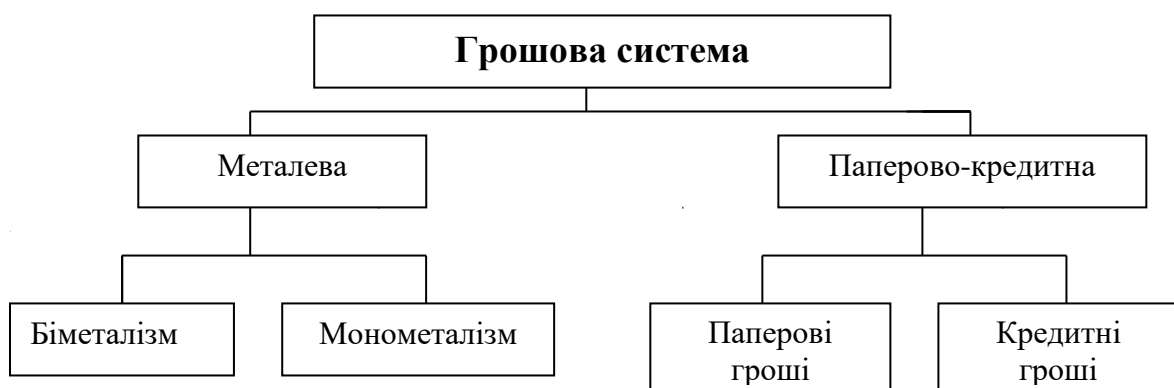 Грошова система
Металева
Паперово-кредитна
Біметалізм
Монометалізм
Паперові
гроші
Кредитні
гроші